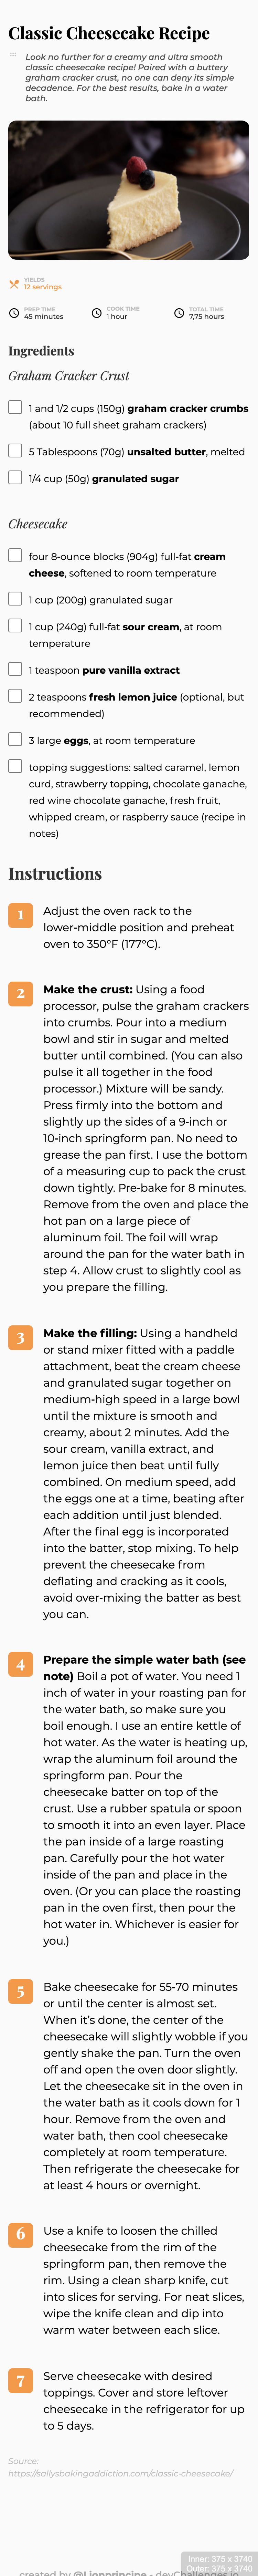 Classic Cheesecake Recipe
Look no further for a creamy and ultra smooth
classic cheesecake recipe! Paired with a buttery
graham cracker crust, no one can deny its simple
decadence. For the best results, bake in a water
bath.
YIELDS
12 servings
PREP TIME
45 minutes
COOK TIME
1 hour
TOTAL TIME
7,75 hours
Ingredients
Graham Cracker Crust
1 and 1/2 cups (150g) graham cracker crumbs
(about 10 full sheet graham crackers)
5 Tablespoons (70g) unsalted butter, melted
1/4 cup (50g) granulated sugar
Cheesecake
four 8-ounce blocks (904g) full-fat cream
cheese, softened to room temperature
1 cup (200g) granulated sugar
1 cup (240g) full-fat sour cream, at room
temperature
1 teaspoon pure vanilla extract
2 teaspoons fresh lemon juice (optional, but
recommended)
3 large eggs, at room temperature
topping suggestions: salted caramel, lemon
curd, strawberry topping, chocolate ganache,
red wine chocolate ganache, fresh fruit,
whipped cream, or raspberry sauce (recipe in
notes)
Instructions
1
Adjust the oven rack to the
lower-middle position and preheat
oven to 350°F (177°C).
2
Make the crust: Using a food
processor, pulse the graham crackers
into crumbs. Pour into a medium
bowl and stir in sugar and melted
butter until combined. (You can also
pulse it all together in the food
processor.) Mixture will be sandy.
Press firmly into the bottom and
slightly up the sides of a 9-inch or
10-inch springform pan. No need to
grease the pan first. I use the bottom
of a measuring cup to pack the crust
down tightly. Pre-bake for 8 minutes.
Remove from the oven and place the
hot pan on a large piece of
aluminum foil. The foil will wrap
around the pan for the water bath in
step 4. Allow crust to slightly cool as
you prepare the filling.
3
Make the filling: Using a handheld
or stand mixer fitted with a paddle
attachment, beat the cream cheese
and granulated sugar together on
medium-high speed in a large bowl
until the mixture is smooth and
creamy, about 2 minutes. Add the
sour cream, vanilla extract, and
lemon juice then beat until fully
combined. On medium speed, add
the eggs one at a time, beating after
each addition until just blended.
After the final egg is incorporated
into the batter, stop mixing. To help
prevent the cheesecake from
deflating and cracking as it cools,
avoid over-mixing the batter as best
you can.
4
Prepare the simple water bath (see
note) Boil a pot of water. You need 1
inch of water in your roasting pan for
the water bath, so make sure you
boil enough. I use an entire kettle of
hot water. As the water is heating up,
wrap the aluminum foil around the
springform pan. Pour the
cheesecake batter on top of the
crust. Use a rubber spatula or spoon
to smooth it into an even layer. Place
the pan inside of a large roasting
pan. Carefully pour the hot water
inside of the pan and place in the
oven. (Or you can place the roasting
pan in the oven first, then pour the
hot water in. Whichever is easier for
you.)
5
Bake cheesecake for 55-70 minutes
or until the center is almost set.
When it's done, the center of the
cheesecake will slightly wobble if you
gently shake the pan. Turn the oven
off and open the oven door slightly.
Let the cheesecake sit in the oven in
the water bath as it cools down for 1
hour. Remove from the oven and
water bath, then cool cheesecake
completely at room temperature.
Then refrigerate the cheesecake for
at least 4 hours or overnight.
6
Use a knife to loosen the chilled
cheesecake from the rim of the
springform pan, then remove the
rim. Using a clean sharp knife, cut
into slices for serving. For neat slices,
wipe the knife clean and dip into
warm water between each slice.
7
Serve cheesecake with desired
toppings. Cover and store leftover
cheesecake in the refrigerator for up
to 5 days.
Source:
https://sallysbakingaddiction.com/classic-cheesecake/
Inner: 375 x 3740
Outer: 375 x 3740
created by @Lionprincipe - devChallenges.io